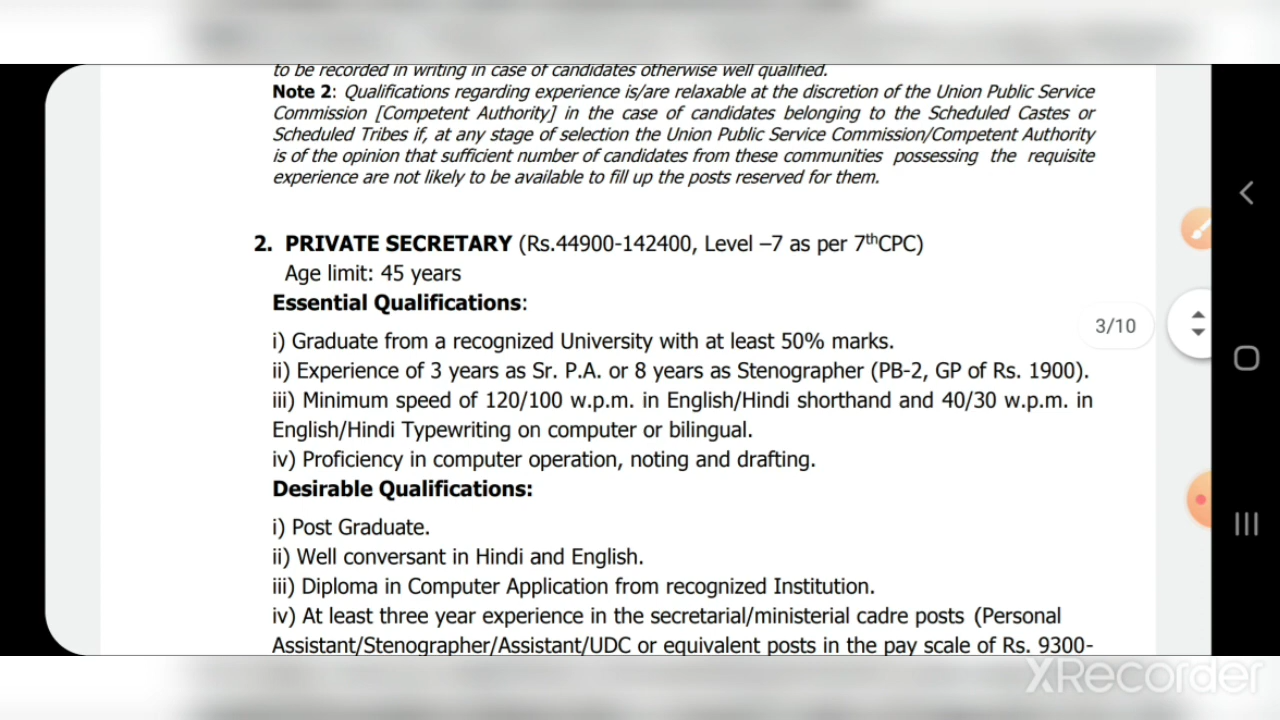 to be recorded in writing in case of candidates otherwise well qualified.
Note 2: Qualifications regarding experience is/are relaxable at the discretion of the Union Public Service
Commission [Competent Authority] in the case of candidates belonging to the Scheduled Castes or
Scheduled Tribes if, at any stage of selection the Union Public Service Commission/Competent Authority
is of the opinion that sufficient number of candidates from these communities possessing the requisite
experience are not likely to be available to fill up the posts reserved for them.
2. PRIVATE SECRETARY (Rs.44900-142400, Level –7 as per 7thCPC)
Age limit: 45 years
Essential Qualifications:
3/10
i) Graduate from a recognized University with at least 50% marks.
ii) Experience of 3 years as Sr. P.A. or 8 years as Stenographer (PB-2, GP of Rs. 1900).
iii) Minimum speed of 120/100 w.p.m. in English/Hindi shorthand and 40/30 w.p.m. in
English/Hindi Typewriting on computer or bilingual.
iv) Proficiency in computer operation, noting and drafting.
Desirable Qualifications:
i) Post Graduate.
ii) Well conversant in Hindi and English.
iii) Diploma in Computer Application from recognized Institution.
iv) At least three year experience in the secretarial/ministerial cadre posts (Personal
Assistant/Stenographer/Assistant/UDC or equivalent posts in the pay scale of Rs. 9300-
XRecorder